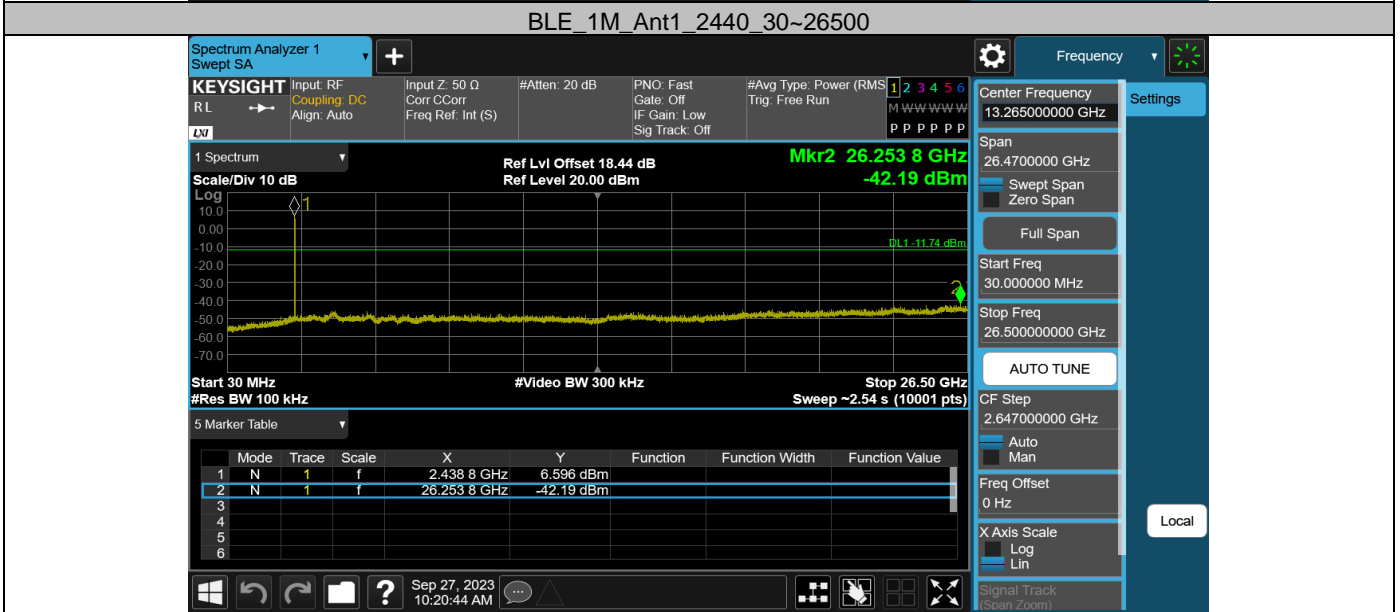 BLE_1M_Ant1_2440_30~26500
Spectrum Analyzer 1
Swept SA
Frequency
KEYSIGHT
R L
LXI
Input: RF
Coupling: DC
Align: Auto
Input Z: 50 Ω
Corr CCorr
Freq Ref: Int (S)
#Atten: 20 dB
PNO: Fast
Gate: Off
IF Gain: Low
Sig Track: Off
#Avg Type: Power (RMS
Trig: Free Run
1 2 3 4 5 6
M W W W W W
P P P P P P
1 Spectrum
Scale/Div 10 dB
Ref Lvl Offset 18.44 dB
Ref Level 20.00 dBm
Mkr2 26.253 8 GHz
-42.19 dBm
Log
10.0
0.00
-10.0
-20.0
-30.0
-40.0
-50.0
-60.0
-70.0
1
DL1 -11.74 dBm
2
Start 30 MHz
#Video BW 300 kHz
Stop 26.50 GHz
#Res BW 100 kHz
Sweep ~2.54 s (10001 pts)
5 Marker Table
Mode Trace Scale X Y Function Function Width Function Value
1 N 1 f 2.438 8 GHz 6.596 dBm
2 N 1 f 26.253 8 GHz -42.19 dBm
3
4
5
6
Center Frequency
13.265000000 GHz
Settings
Span
26.4700000 GHz
Swept Span
Zero Span
Full Span
Start Freq
30.000000 MHz
Stop Freq
26.500000000 GHz
AUTO TUNE
CF Step
2.647000000 GHz
Auto
Man
Freq Offset
0 Hz
Local
X Axis Scale
Log
Lin
Signal Track
(Span Zoom)
?
Sep 27, 2023
10:20:44 AM